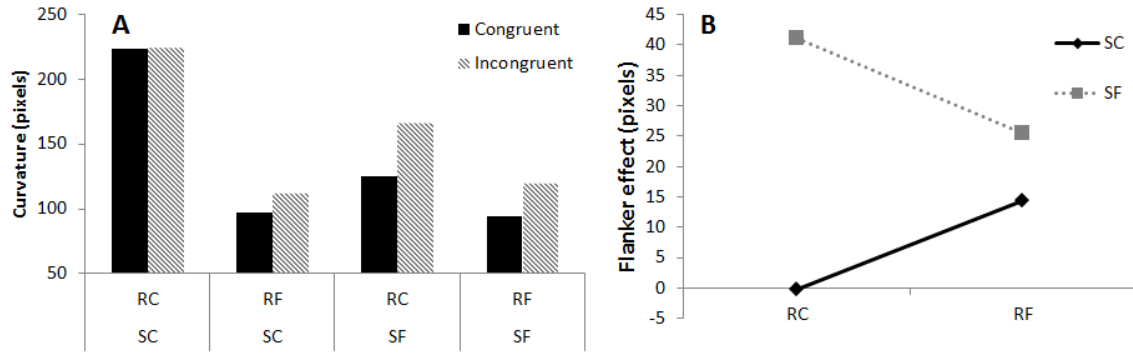 A
Curvature (pixels)
250
200
150
100
50
Congruent
Incongruent
RC RF RC RF
SC SC SF SF
B
Flanker effect (pixels)
45
40
35
30
25
20
15
10
5
0
-5
SC
SF
RC RF